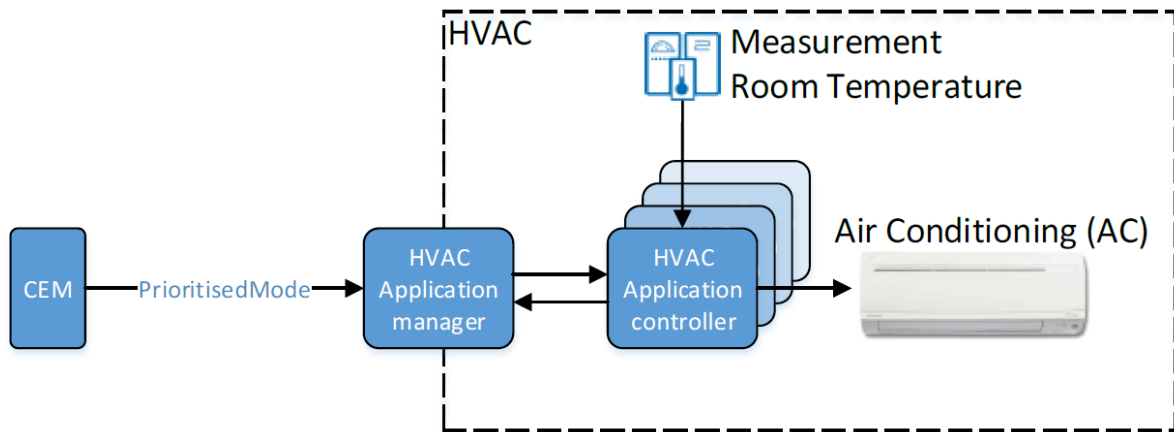 HVAC
Measurement
Room Temperature
Air Conditioning (AC)
CEM
PrioritisedMode
HVAC
Application
manager
HVAC
Application
controller